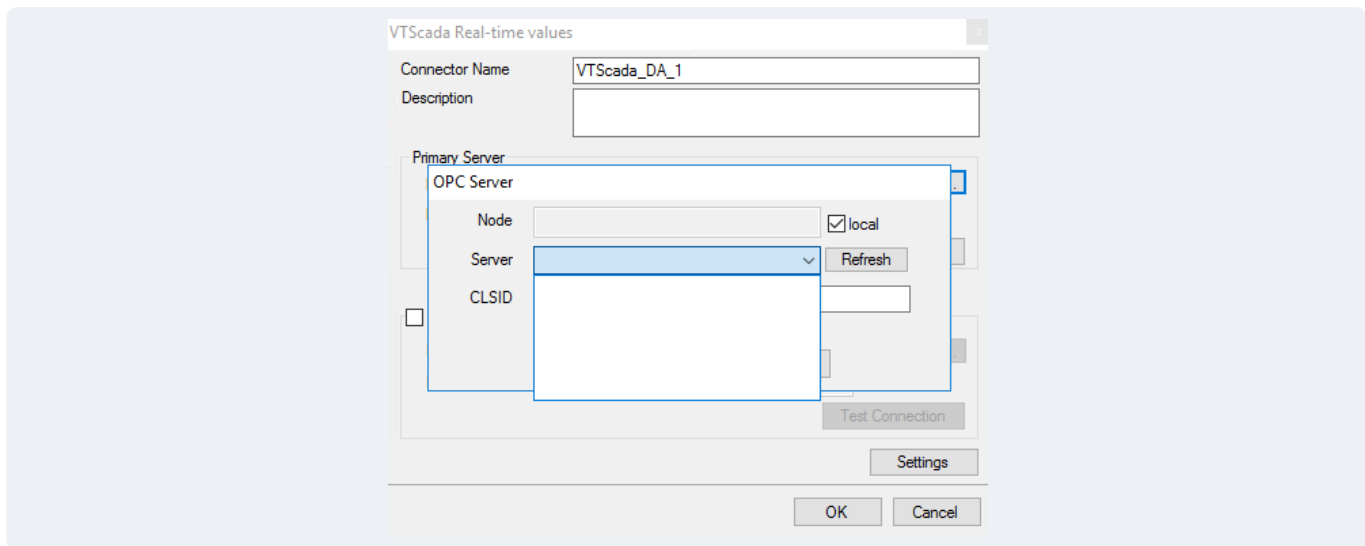 VTScada Real-time values
Connector Name VTScada_DA_1
Description
Primary Server
OPC Server
Node local
Server Refresh
CLSID
Test Connection
Settings
OK Cancel